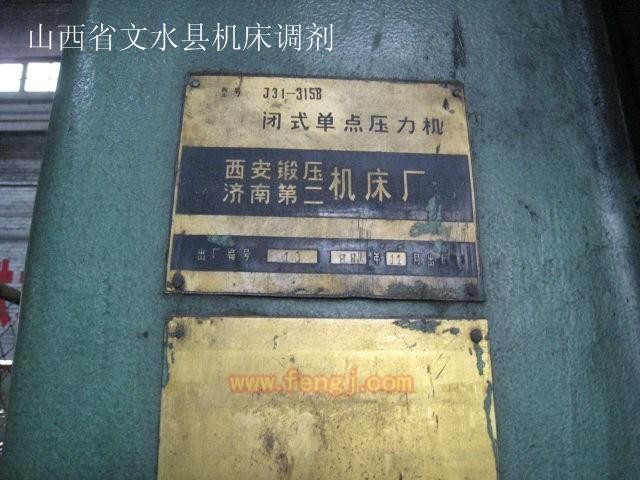 山西省文水县机床调剂
型号 J31-315B
闭式单点压力机
西安锻压
济南第二 机床厂
出厂编号 10 年 11 月出厂
www.fengj.com